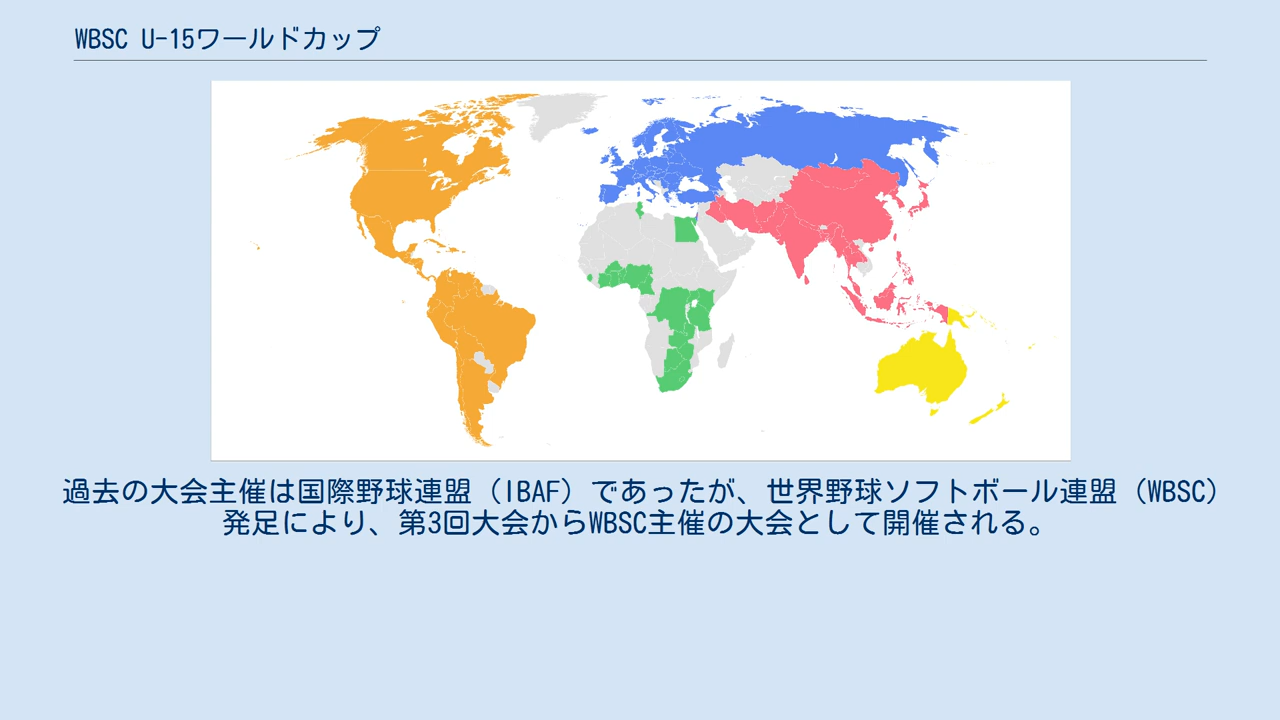 WBSC U-15ワールドカップ
過去の大会主催は国際野球連盟（IBAF）であったが、世界野球ソフトボール連盟（WBSC）
発足により、第3回大会からWBSC主催の大会として開催される。